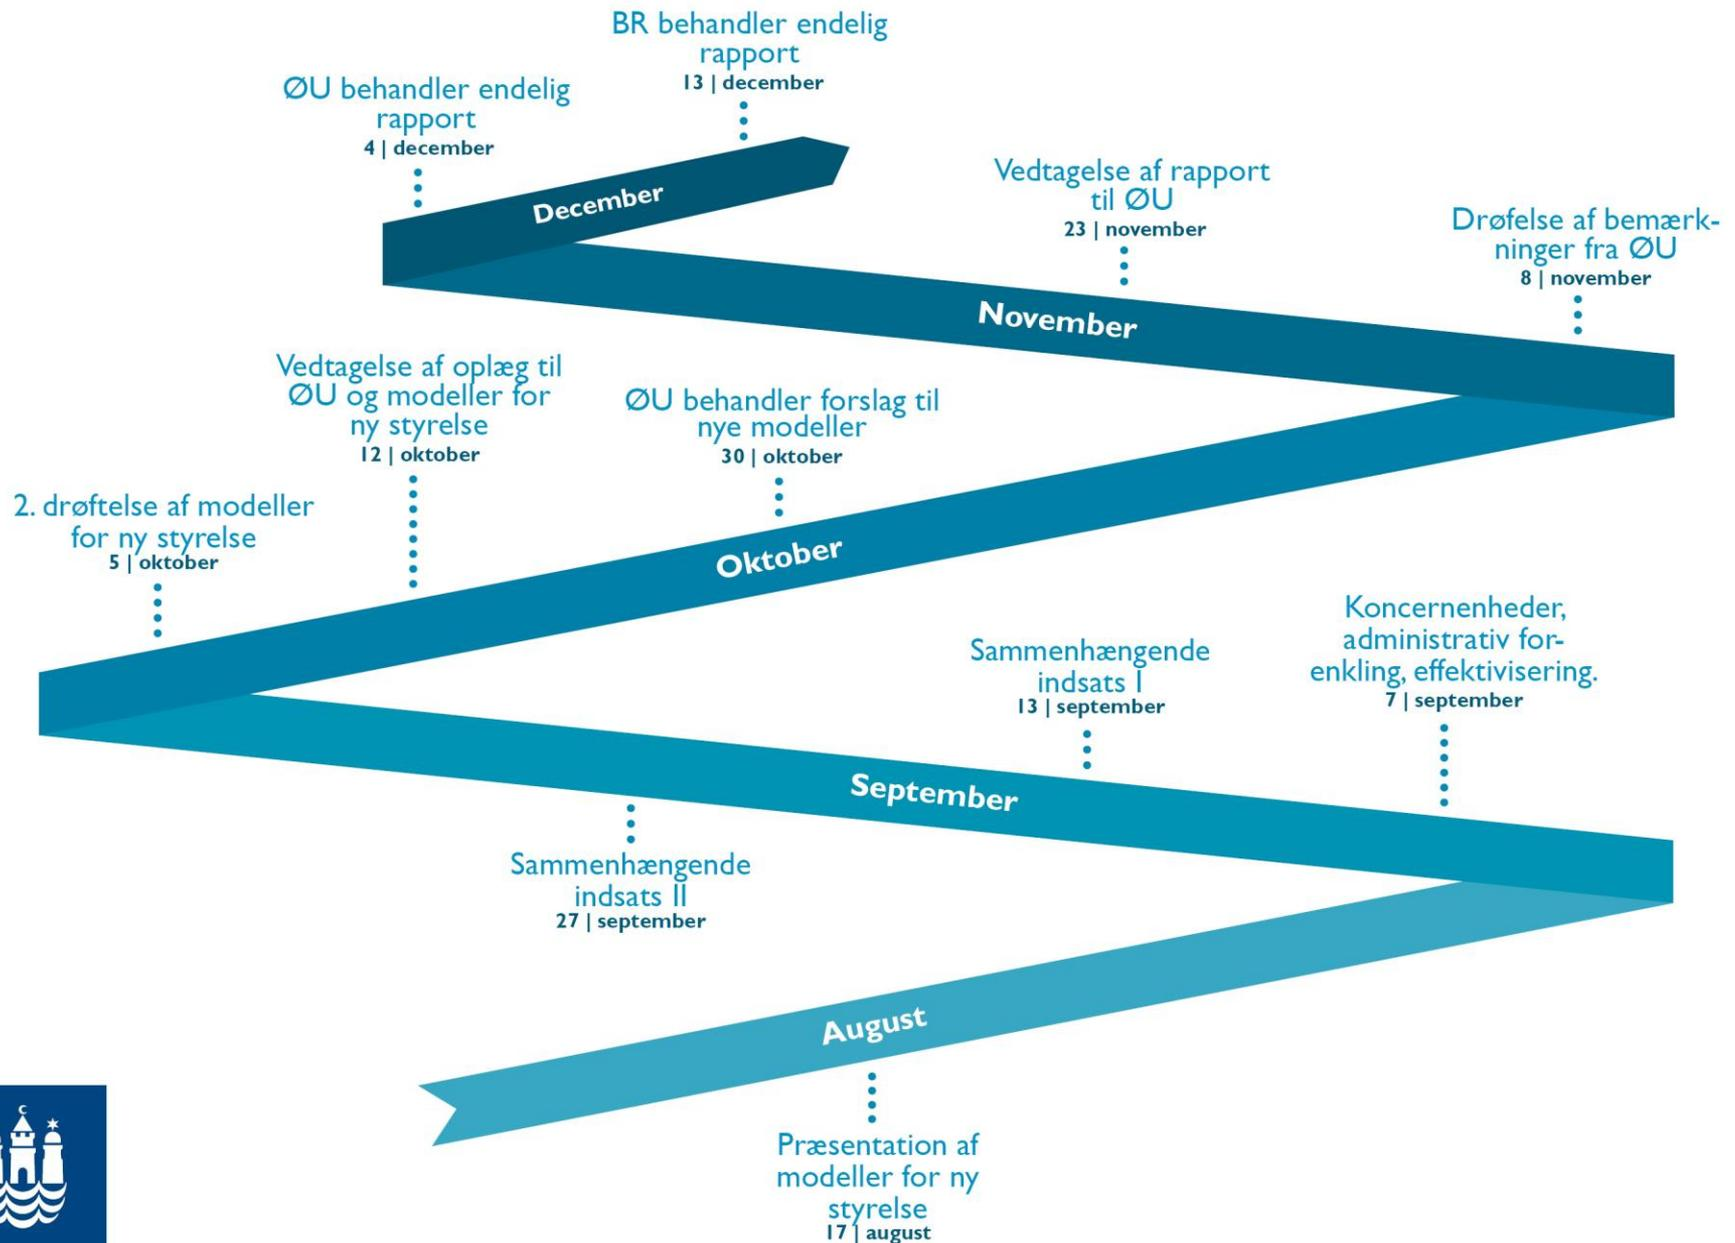 BR behandler endelig
rapport
13 | december
ØU behandler endelig
rapport
4 | december
December
Vedtagelse af rapport
til ØU
23 | november
Drøfelse af bemærk-
ninger fra ØU
8 | november
November
Vedtagelse af oplæg til
ØU og modeller for
ny styrelse
12 | oktober
ØU behandler forslag til
nye modeller
30 | oktober
2. drøftelse af modeller
for ny styrelse
5 | oktober
Oktober
Koncernenheder,
administrativ for-
enkling, effektivisering.
7 | september
Sammenhængende
indsats I
13 | september
September
Sammenhængende
indsats II
27 | september
August
Præsentation af
modeller for ny
styrelse
17 | august